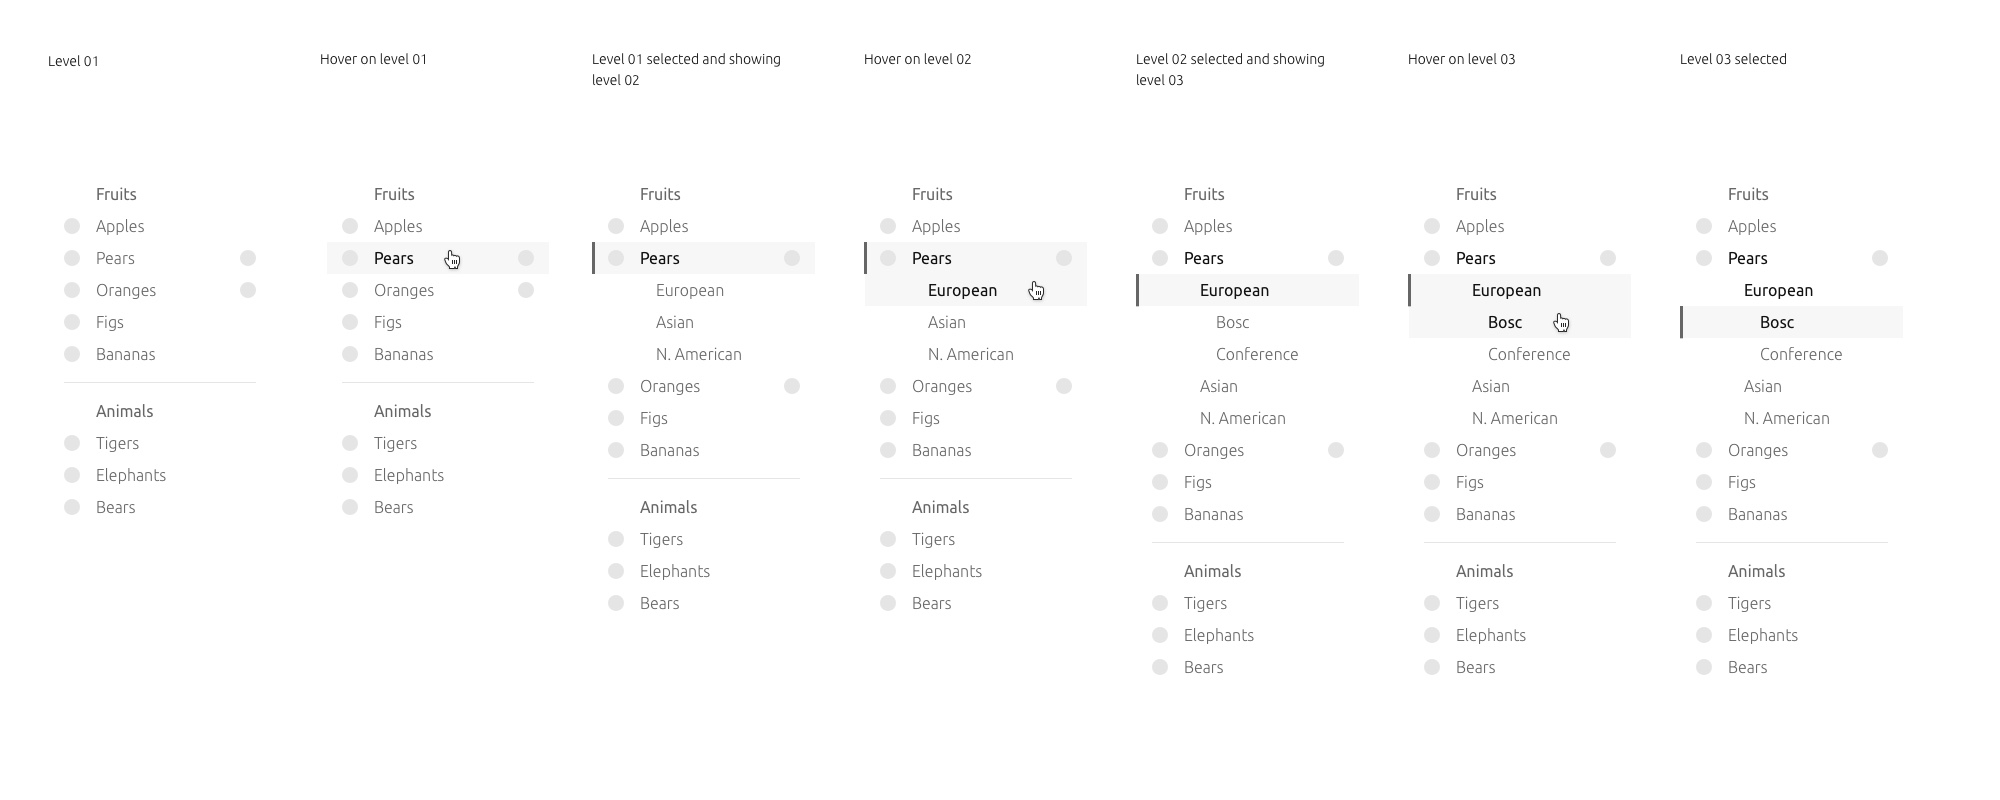 Level 01
Fruits
Apples
Pears
Oranges
Figs
Bananas
Animals
Tigers
Elephants
Bears
Hover on level 01
Fruits
Apples
Pears
Oranges
Figs
Bananas
Animals
Tigers
Elephants
Bears
Level 01 selected and showing
level 02
Fruits
Apples
Pears
European
Asian
N. American
Oranges
Figs
Bananas
Animals
Tigers
Elephants
Bears
Hover on level 02
Fruits
Apples
Pears
European
Asian
N. American
Oranges
Figs
Bananas
Animals
Tigers
Elephants
Bears
Level 02 selected and showing
level 03
Fruits
Apples
Pears
European
Bosc
Conference
Asian
N. American
Oranges
Figs
Bananas
Animals
Tigers
Elephants
Bears
Hover on level 03
Fruits
Apples
Pears
European
Bosc
Conference
Asian
N. American
Oranges
Figs
Bananas
Animals
Tigers
Elephants
Bears
Level 03 selected
Fruits
Apples
Pears
European
Bosc
Conference
Asian
N. American
Oranges
Figs
Bananas
Animals
Tigers
Elephants
Bears